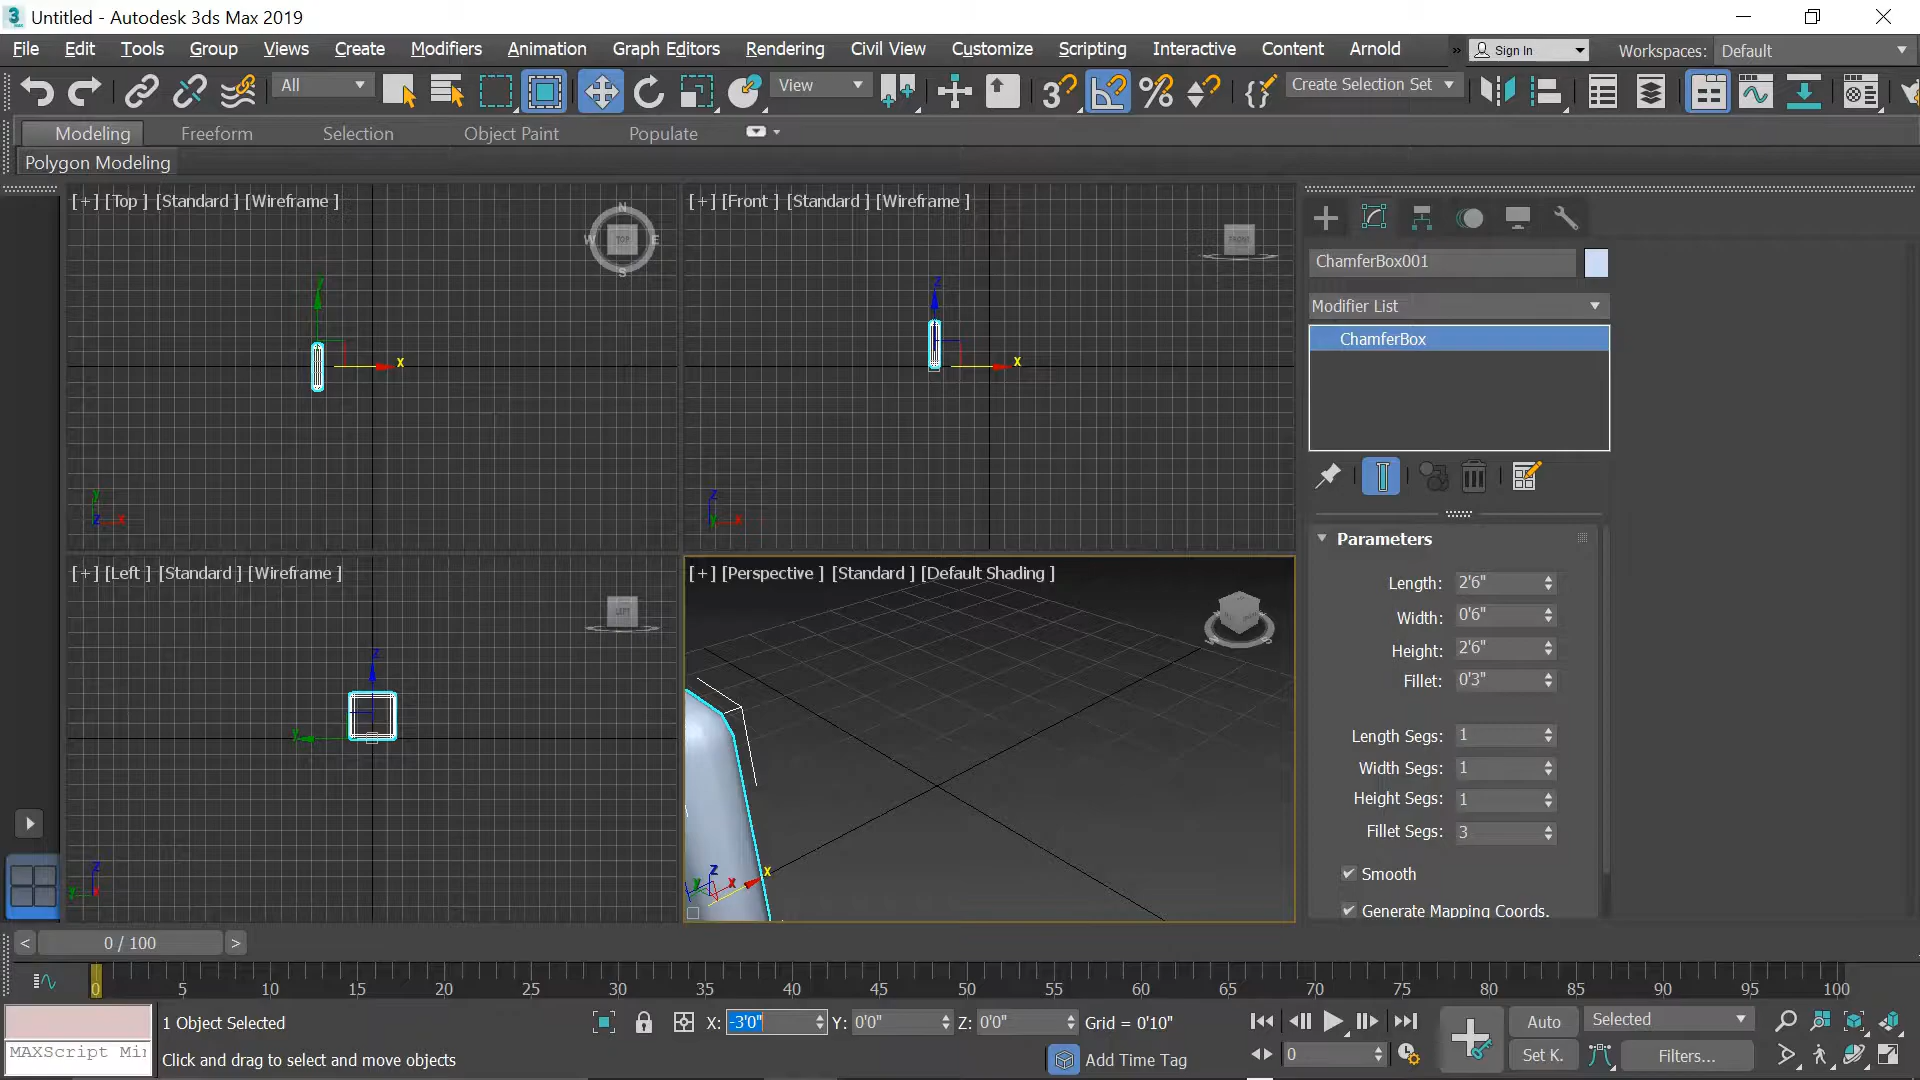 Untitled - Autodesk 3ds Max 2019
File Edit Tools Group Views Create Modifiers Animation Graph Editors Rendering Civil View Customize Scripting Interactive Content Arnold » Sign In Workspaces: Default
All View 3 Create Selection Set
Modeling Freeform Selection Object Paint Populate
Polygon Modeling
[+] [Top ] [Standard ] [Wireframe ]
[+] [Front ] [Standard ] [Wireframe ]
N
W TOP E
S
FRONT
y
x
z
x
y
z x
z
y x
[+] [Left ] [Standard ] [Wireframe ]
[+] [Perspective ] [Standard ] [Default Shading ]
LEFT
z
y
z
y x
z
y x
x
ChamferBox001
Modifier List
ChamferBox
Parameters
Length: 2'6"
Width: 0'6"
Height: 2'6"
Fillet: 0'3"
Length Segs: 1
Width Segs: 1
Height Segs: 1
Fillet Segs: 3
Smooth
Generate Mapping Coords.
< 0 / 100 >
0 5 10 15 20 25 30 35 40 45 50 55 60 65 70 75 80 85 90 95 100
1 Object Selected X: -3'0" Y: 0'0" Z: 0'0" Grid = 0'10" Auto Selected
MAXScript Mi Click and drag to select and move objects Add Time Tag 0 Set K. Filters...